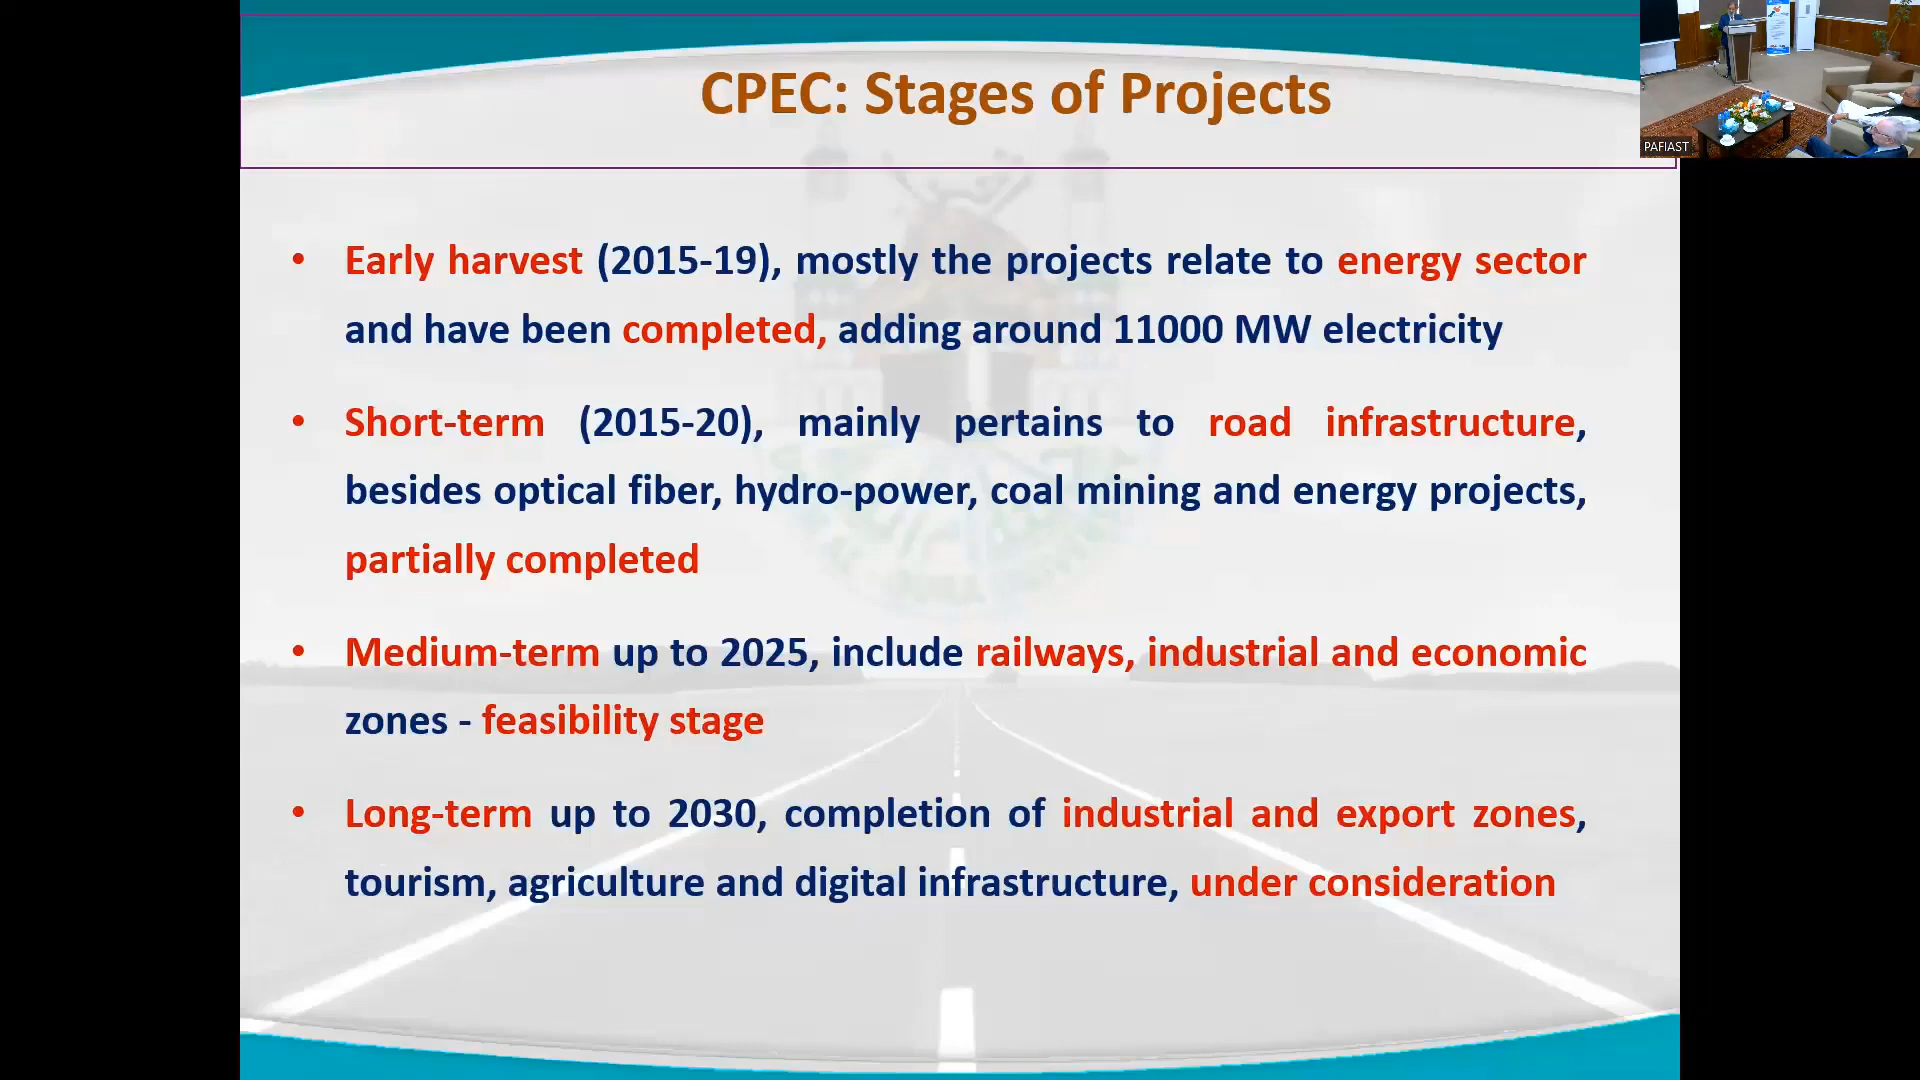 CPEC: Stages of Projects
PAFIAST
• Early harvest (2015-19), mostly the projects relate to energy sector
and have been completed, adding around 11000 MW electricity
• Short-term (2015-20), mainly pertains to road infrastructure,
besides optical fiber, hydro-power, coal mining and energy projects,
partially completed
• Medium-term up to 2025, include railways, industrial and economic
zones - feasibility stage
• Long-term up to 2030, completion of industrial and export zones,
tourism, agriculture and digital infrastructure, under consideration